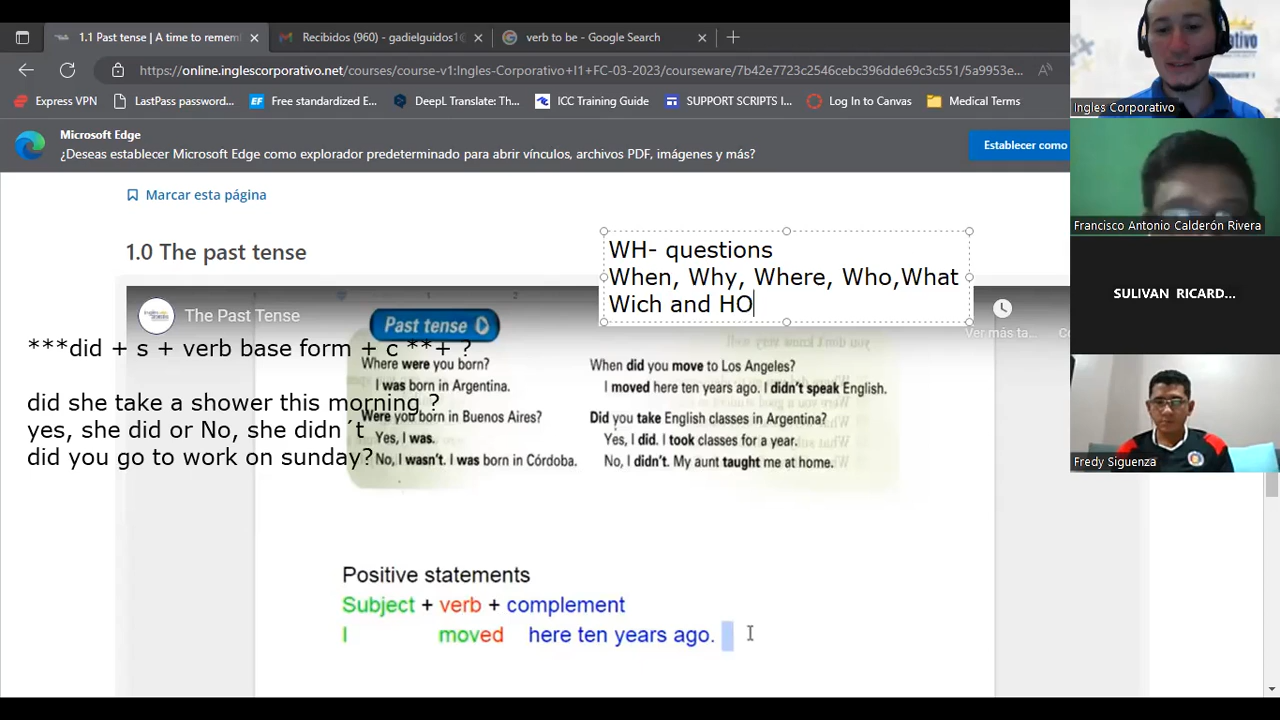 1.1 Past tense | A time to remem
Recibidos (960) - gadielguidos1@
verb to be - Google Search
https://online.inglescorporativo.net/courses/course-v1:Ingles-Corporativo+I1+FC-03-2023/courseware/7b42e7723c2546cebc396dde69c3c551/5a9953e...
Express VPN
LastPass password...
Free standardized E...
DeepL Translate: Th...
ICC Training Guide
SUPPORT SCRIPTS I...
Log In to Canvas
Medical Terms
Microsoft Edge
¿Deseas establecer Microsoft Edge como explorador predeterminado para abrir vínculos, archivos PDF, imágenes y más?
Establecer como
Marcar esta página
1.0 The past tense
WH- questions
When, Why, Where, Who,What
Wich and HO
The Past Tense
Ver más ta...
Past tense
***did + s + verb base form + c **+ ?
did she take a shower this morning ?
yes, she did or No, she didn´t
did you go to work on sunday?
Where were you born?
I was born in Argentina.
Were you born in Buenos Aires?
Yes, I was.
No, I wasn't. I was born in Córdoba.
When did you move to Los Angeles?
I moved here ten years ago. I didn't speak English.
Did you take English classes in Argentina?
Yes, I did. I took classes for a year.
No, I didn't. My aunt taught me at home.
Positive statements
Subject + verb + complement
I moved here ten years ago.
Ingles Corporativo
Francisco Antonio Calderón Rivera
SULIVAN RICARD...
Fredy Siguenza